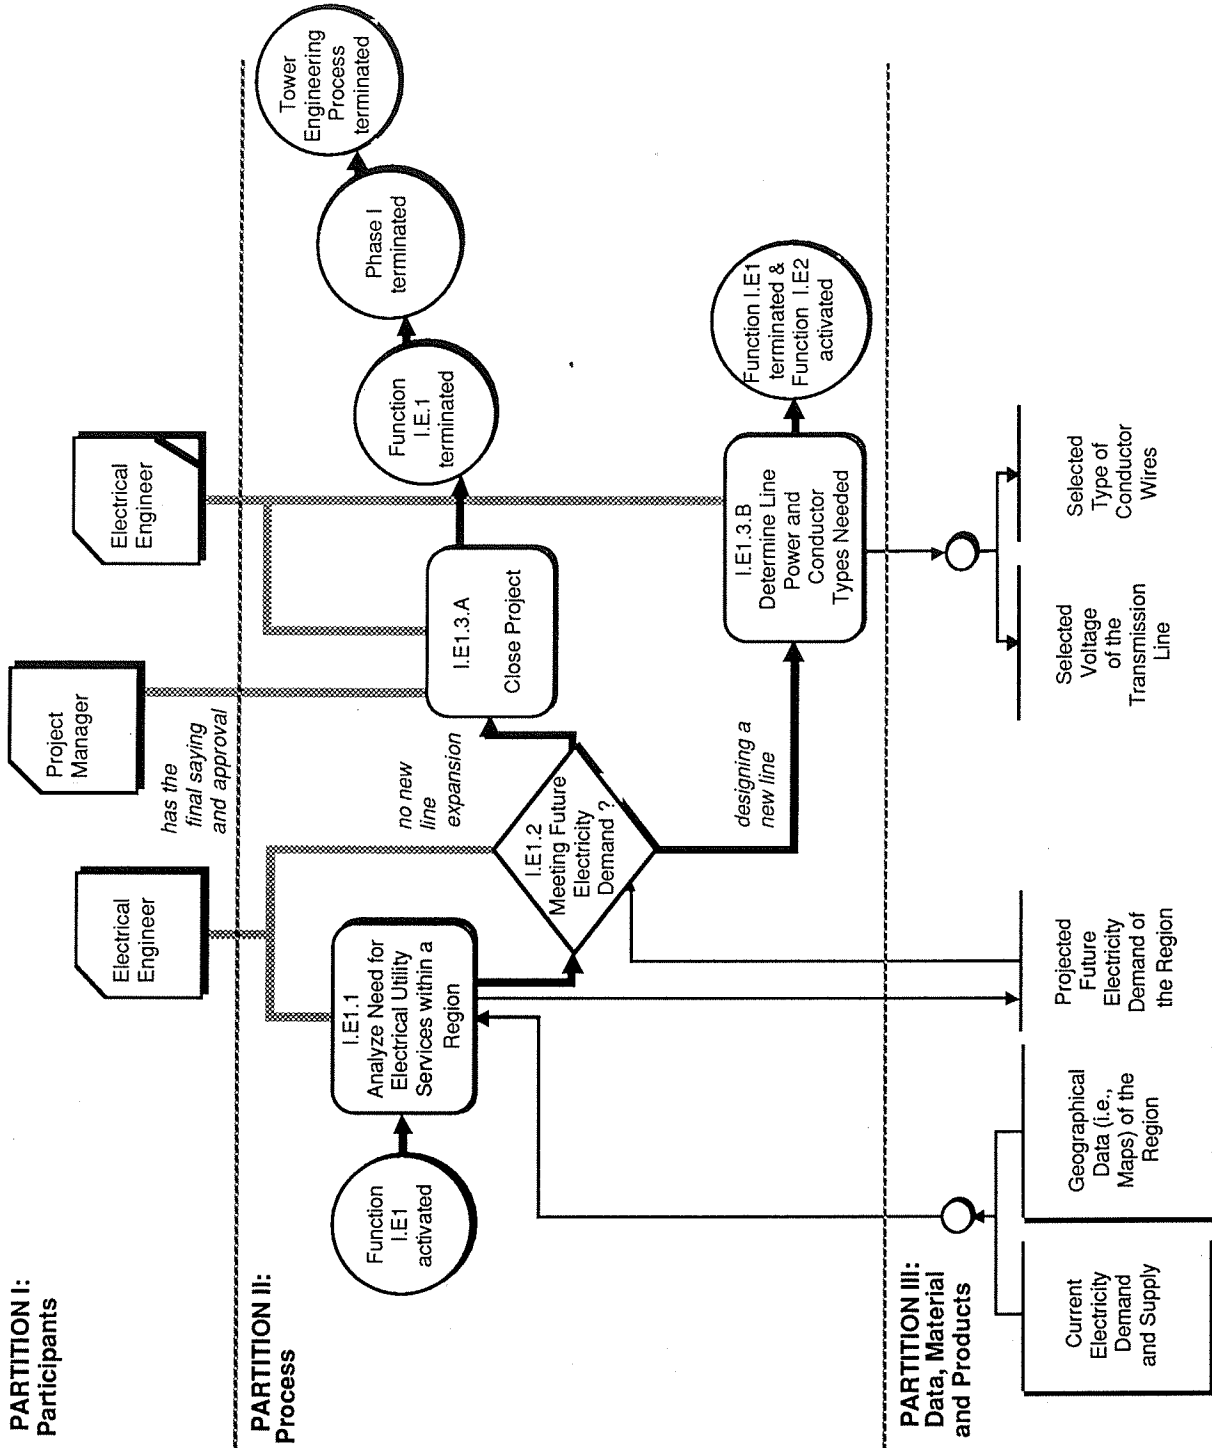 PARTITION I:
Participants
Electrical
Engineer
Project
Manager
has the
final saying
and approval
Electrical
Engineer
PARTITION II:
Process
Function
I.E1
activated
I.E1.1
Analyze Need for
Electrical Utility
Services within a
Region
I.E1.2
Meeting Future
Electricity
Demand ?
no new
line
expansion
designing a
new line
I.E1.3.A
Close Project
Function
I.E.1
terminated
Phase I
terminated
Tower
Engineering
Process
terminated
I.E1.3.B
Determine Line
Power and
Conductor
Types Needed
Function I.E1
terminated &
Function I.E2
activated
PARTITION III:
Data, Material
and Products
Current
Electricity
Demand
and Supply
Geographical
Data (i.e.,
Maps) of the
Region
Projected
Future
Electricity
Demand of
the Region
Selected
Voltage
of the
Transmission
Line
Selected
Type of
Conductor
Wires